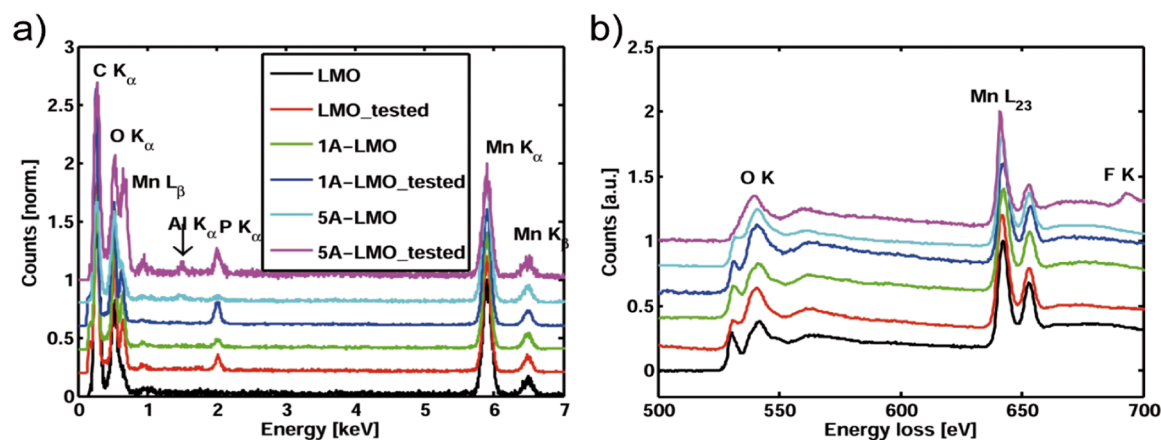 a)
3
2.5
2
1.5
1
0.5
0
Counts [norm.]
C Kα
O Kα
Mn Lβ
Al Kα P Kα
Mn Kα
Mn Kβ
LMO
LMO_tested
1A-LMO
1A-LMO_tested
5A-LMO
5A-LMO_tested
0 1 2 3 4 5 6 7
Energy [keV]
b)
2.5
2
1.5
1
0.5
0
Counts [a.u.]
O K
Mn L23
F K
500 550 600 650 700
Energy loss [eV]